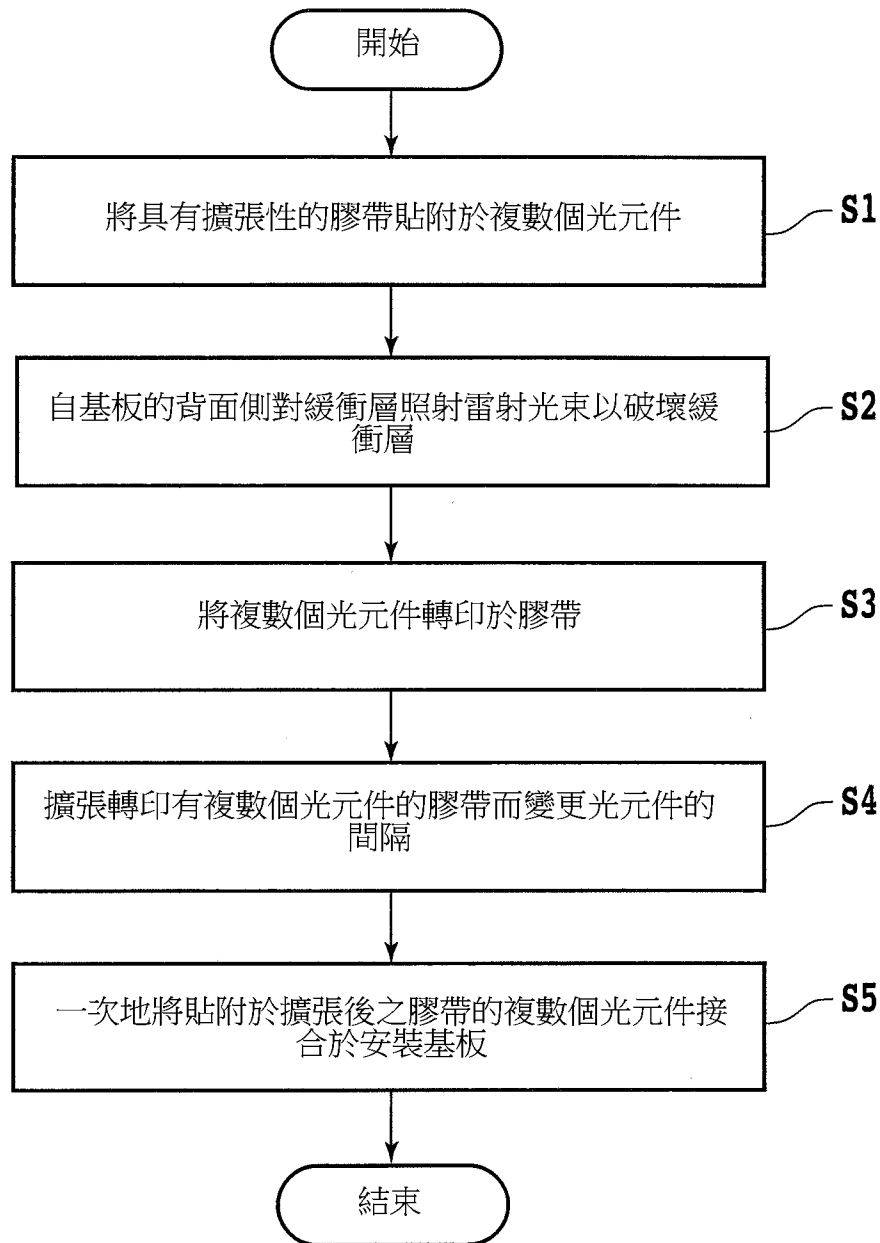 開始
將具有擴張性的膠帶貼附於複數個光元件
S1
自基板的背面側對緩衝層照射雷射光束以破壞緩
衝層
S2
將複數個光元件轉印於膠帶
S3
擴張轉印有複數個光元件的膠帶而變更光元件的
間隔
S4
一次地將貼附於擴張後之膠帶的複數個光元件接
合於安裝基板
S5
結束